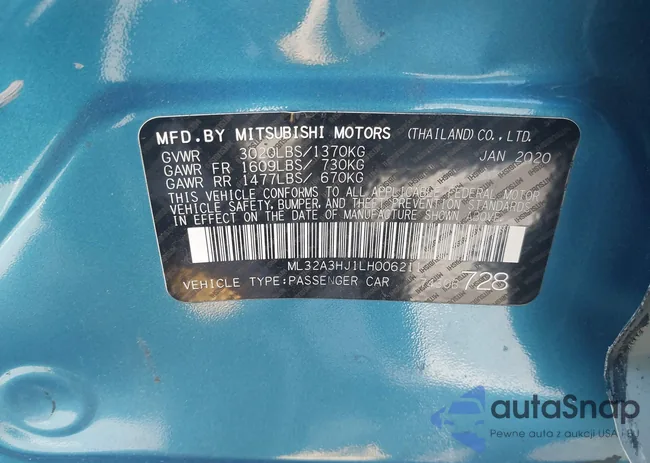 MFD.BY MITSUBISHI MOTORS (THAILAND) CO., LTD.
GVWR 3020LBS/1370KG JAN 2020
GAWR FR 1609LBS/ 730KG
GAWR RR 1477LBS/ 670KG
THIS VEHICLE CONFORMS TO ALL APPLICABLE FEDERAL MOTOR
VEHICLE SAFETY, BUMPER, AND THEFT PREVENTION STANDARDS
IN EFFECT ON THE DATE OF MANUFACTURE SHOWN ABOVE.
VEHICLE TYPE:PASSENGER CAR 728
autaSnap
Pewne auta z aukcji USA i